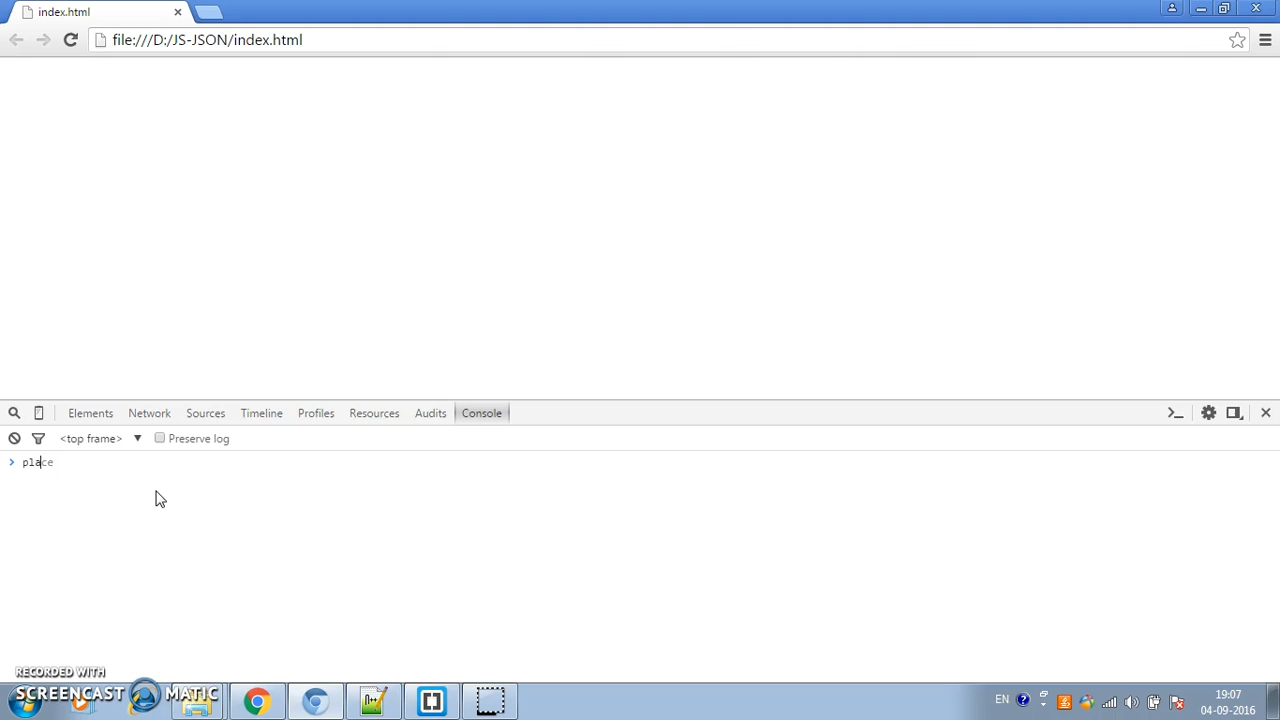 index.html
file:///D:/JS-JSON/index.html
Elements Network Sources Timeline Profiles Resources Audits Console
<top frame> Preserve log
place
RECORDED WITH
SCREENCAST MATIC
EN 19:07
04-09-2016